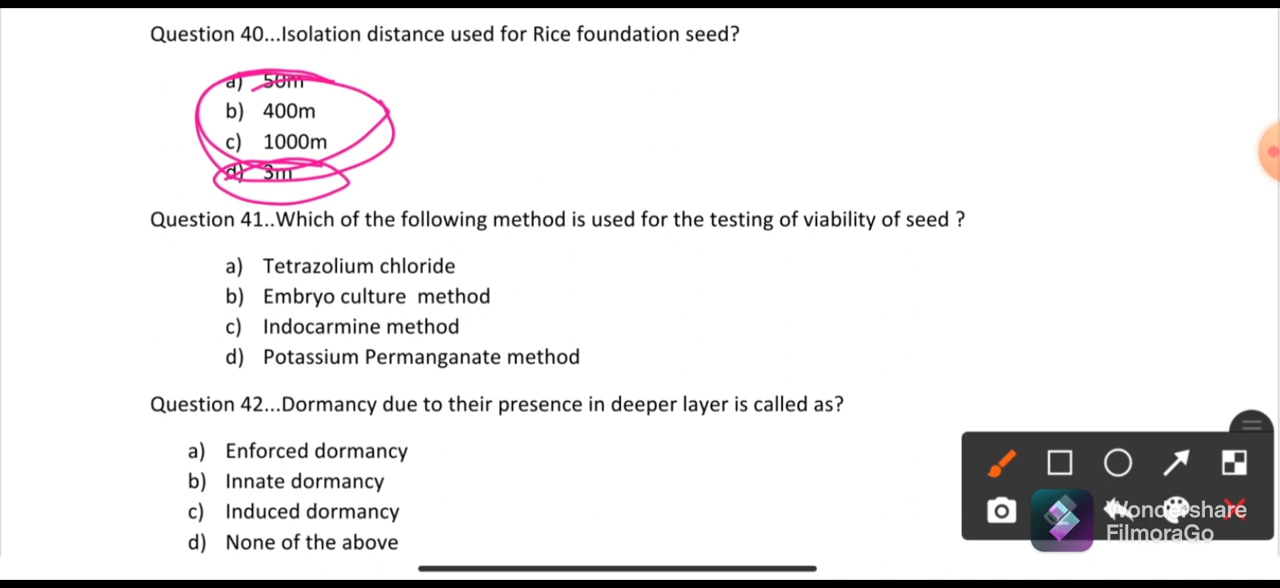 Question 40...Isolation distance used for Rice foundation seed?
a) 50m
b) 400m
c) 1000m
d) 3m
Question 41..Which of the following method is used for the testing of viability of seed ?
a) Tetrazolium chloride
b) Embryo culture method
c) Indocarmine method
d) Potassium Permanganate method
Question 42...Dormancy due to their presence in deeper layer is called as?
a) Enforced dormancy
b) Innate dormancy
c) Induced dormancy
d) None of the above
Wondershare
FilmoraGo